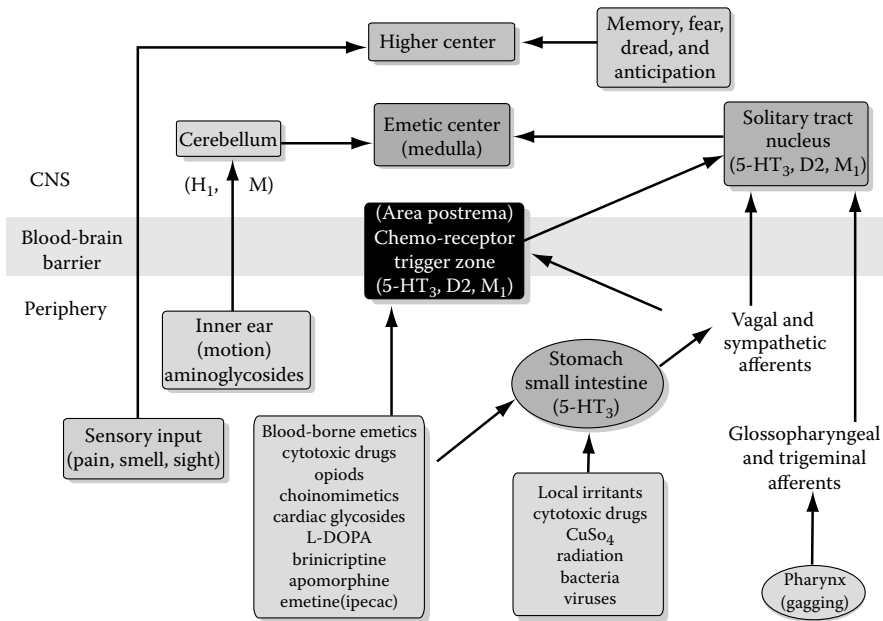 Higher center
Memory, fear,
dread, and
anticipation
Cerebellum
Emetic center
(medulla)
Solitary tract
nucleus
(5-HT3, D2, M1)
CNS
(H1, M)
Blood-brain
barrier
(Area postrema)
Chemo-receptor
trigger zone
(5-HT3, D2, M1)
Periphery
Inner ear
(motion)
aminoglycosides
Vagal and
sympathetic
afferents
Stomach
small intestine
(5-HT3)
Sensory input
(pain, smell, sight)
Blood-borne emetics
cytotoxic drugs
opiods
choinomimetics
cardiac glycosides
L-DOPA
brinicriptine
apomorphine
emetine(ipecac)
Local irritants
cytotoxic drugs
CuSo4
radiation
bacteria
viruses
Glossopharyngeal
and trigeminal
afferents
Pharynx
(gagging)